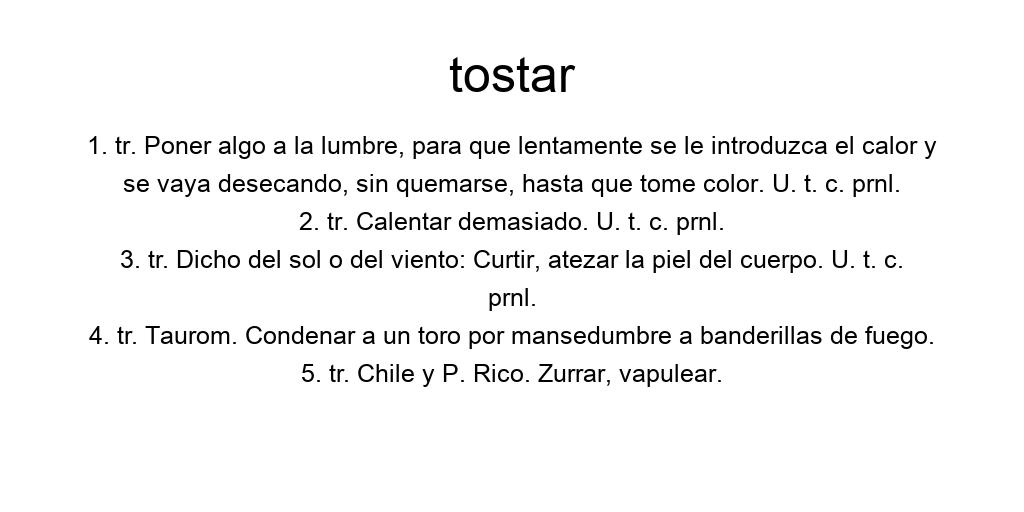 tostar
1. tr. Poner algo a la lumbre, para que lentamente se le introduzca el calor y
se vaya desecando, sin quemarse, hasta que tome color. U. t. c. prnl.
2. tr. Calentar demasiado. U. t. c. prnl.
3. tr. Dicho del sol o del viento: Curtir, atezar la piel del cuerpo. U. t. c.
prnl.
4. tr. Taurom. Condenar a un toro por mansedumbre a banderillas de fuego.
5. tr. Chile y P. Rico. Zurrar, vapulear.